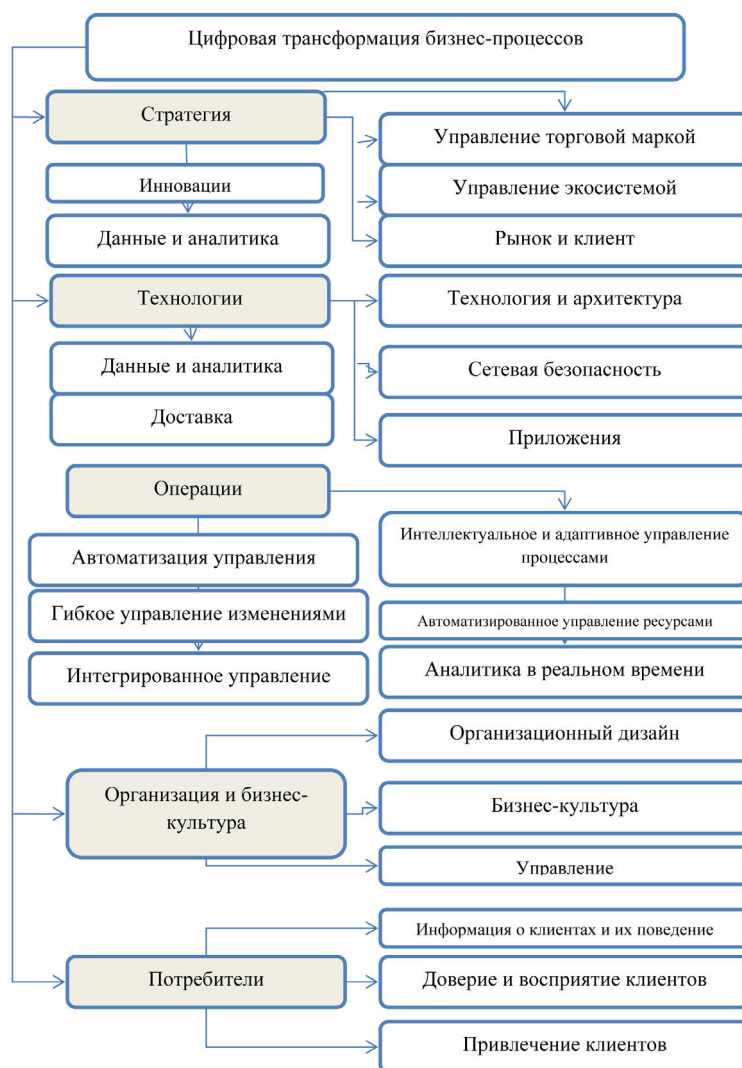 Цифровая трансформация бизнес-процессов
Стратегия
Управление торговой маркой
Инновации
Управление экосистемой
Данные и аналитика
Рынок и клиент
Технологии
Технология и архитектура
Данные и аналитика
Сетевая безопасность
Доставка
Приложения
Операции
Интеллектуальное и адаптивное управление
процессами
Автоматизация управления
Гибкое управление изменениями
Автоматизированное управление ресурсами
Интегрированное управление
Аналитика в реальном времени
Организационный дизайн
Организация и бизнес-
культура
Бизнес-культура
Управление
Информация о клиентах и их поведение
Потребители
Доверие и восприятие клиентов
Привлечение клиентов